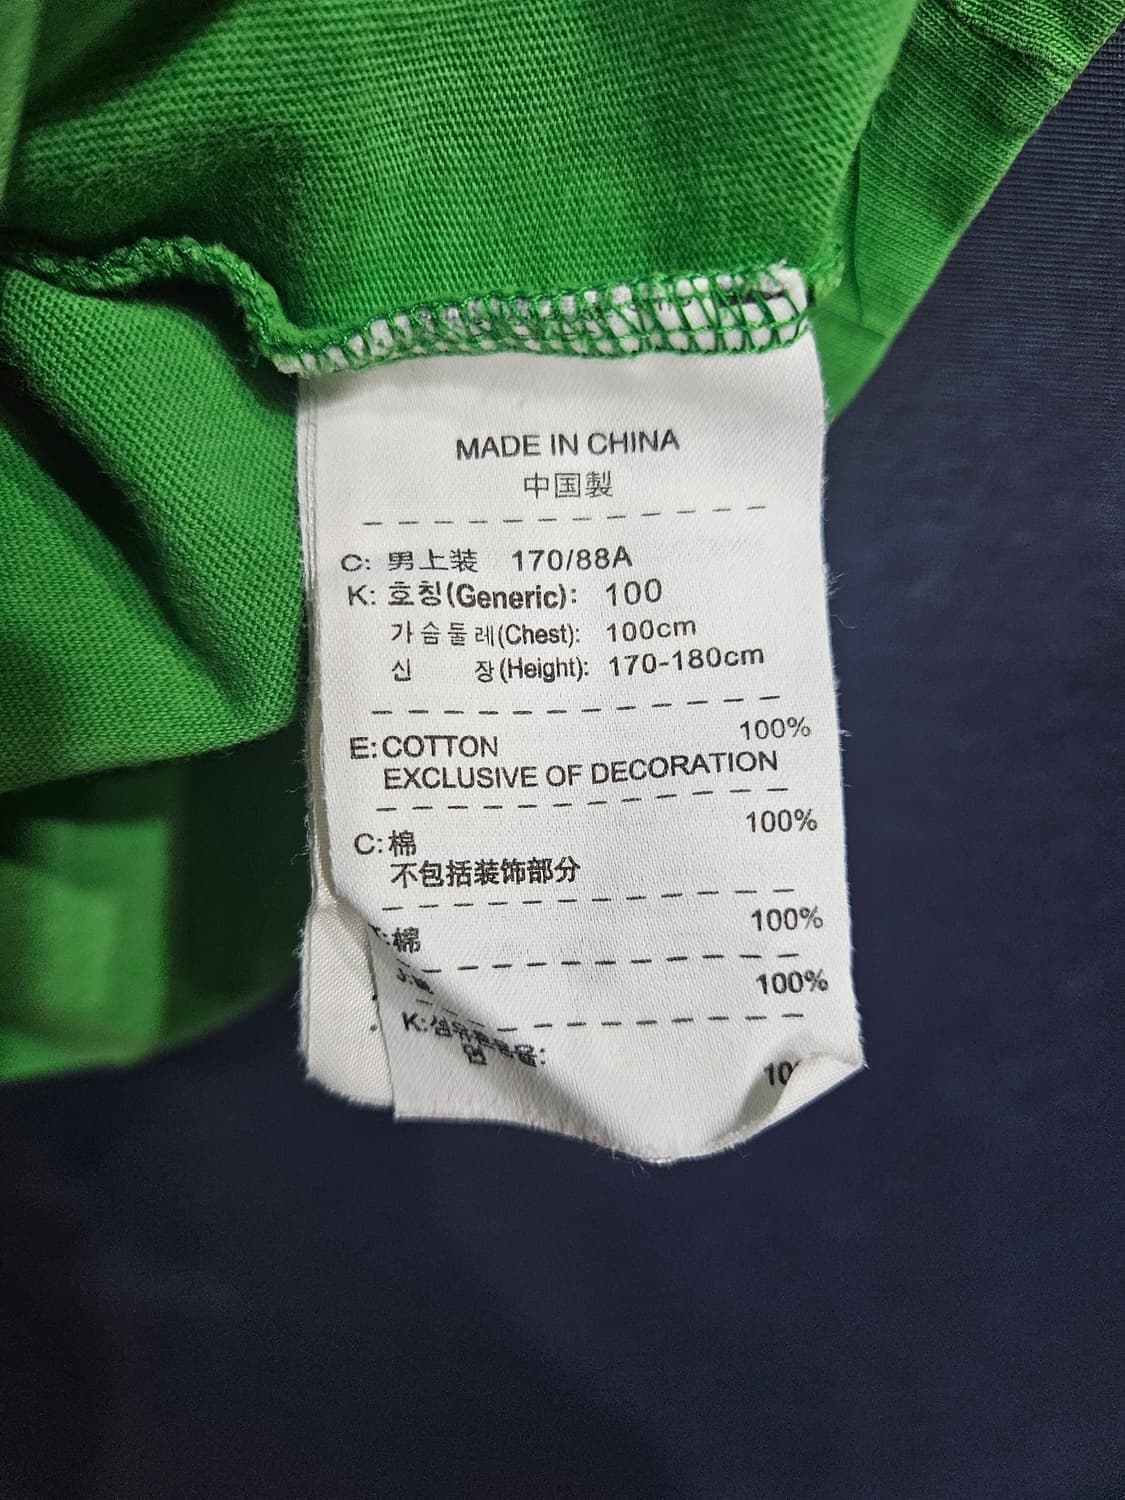 MADE IN CHINA
中国製
C: 男上装 170/88A
K: 호칭(Generic): 100
가슴둘레(Chest): 100cm
신 장(Height): 170-180cm
E: COTTON 100%
EXCLUSIVE OF DECORATION
C: 棉 100%
不包括装饰部分
棉 100%
100%
K:
면